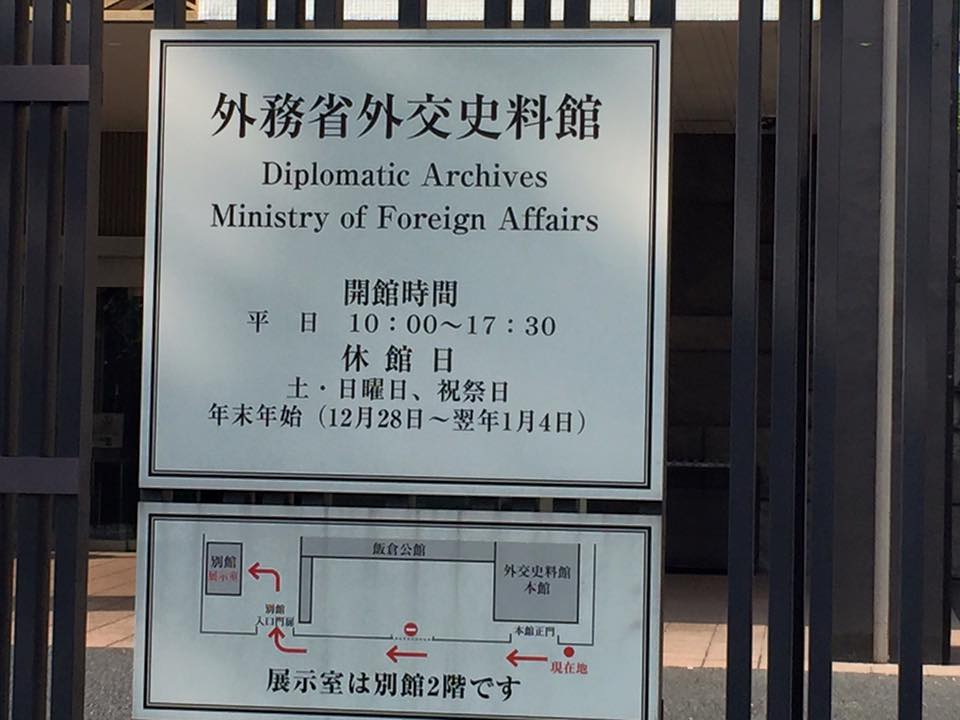 外務省外交史料館
Diplomatic Archives
Ministry of Foreign Affairs
開館時間
平　日　10：00～17：30
休 館 日
土・日曜日、祝祭日
年末年始（12月28日～翌年1月4日）
飯倉公館
別館
展示室
外交史料館
本館
別館
入口門扉
本館正門
現在地
展示室は別館2階です